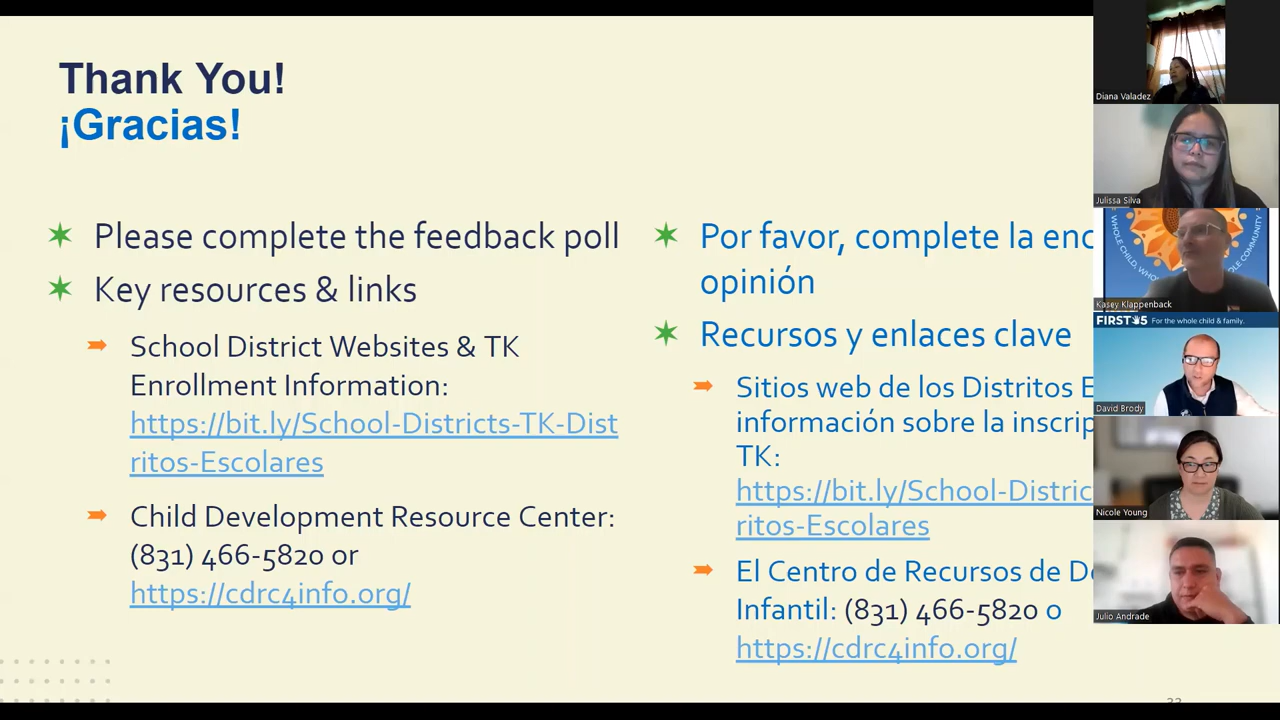 Thank You!
¡Gracias!
Please complete the feedback poll
Key resources & links
School District Websites & TK
Enrollment Information:
https://bit.ly/School-Districts-TK-Dist
ritos-Escolares
Child Development Resource Center:
(831) 466-5820 or
https://cdrc4info.org/
Por favor, complete la enc
opinión
Recursos y enlaces clave
Sitios web de los Distritos E
información sobre la inscrip
TK:
https://bit.ly/School-Distric
ritos-Escolares
El Centro de Recursos de De
Infantil: (831) 466-5820 o
https://cdrc4info.org/
Diana Valadez
Julissa Silva
WHOLE CHILD, WHO
OLE COMMUNITY
Kasey Klappenback
FIRST 5 For the whole child & family.
David Brody
Nicole Young
Julio Andrade